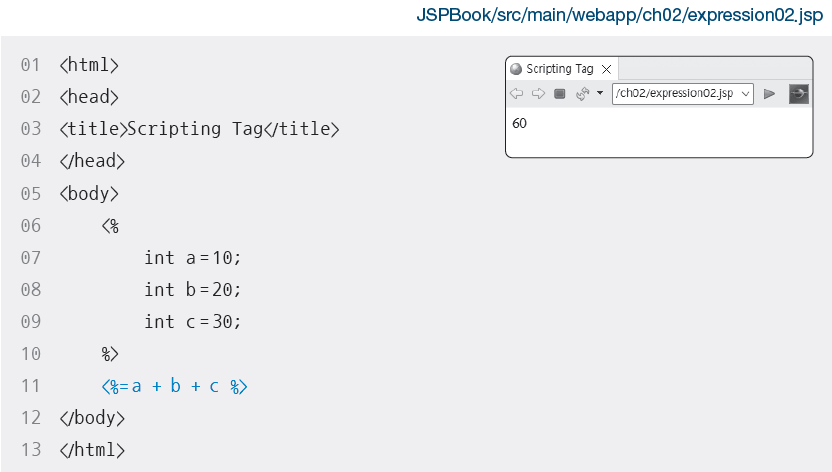 JSPBook/src/main/webapp/ch02/expression02.jsp
01 <html>
02 <head>
03 <title>Scripting Tag</title>
04 </head>
05 <body>
06 <%
07 int a=10;
08 int b=20;
09 int c=30;
10 %>
11 <%=a + b + c %>
12 </body>
13 </html>
Scripting Tag
/ch02/expression02.jsp
60